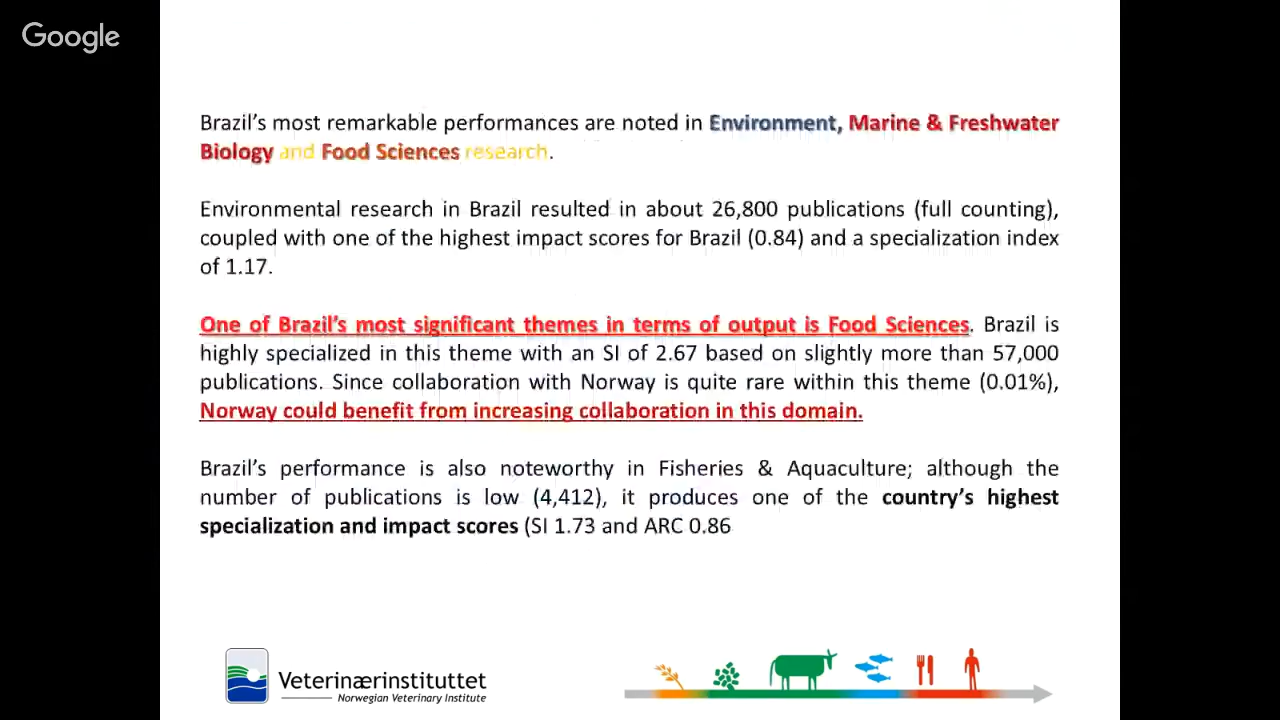 Google
Brazil's most remarkable performances are noted in Environment, Marine & Freshwater
Biology and Food Sciences research.
Environmental research in Brazil resulted in about 26,800 publications (full counting),
coupled with one of the highest impact scores for Brazil (0.84) and a specialization index
of 1.17.
One of Brazil's most significant themes in terms of output is Food Sciences. Brazil is
highly specialized in this theme with an SI of 2.67 based on slightly more than 57,000
publications. Since collaboration with Norway is quite rare within this theme (0.01%),
Norway could benefit from increasing collaboration in this domain.
Brazil's performance is also noteworthy in Fisheries & Aquaculture; although the
number of publications is low (4,412), it produces one of the country's highest
specialization and impact scores (SI 1.73 and ARC 0.86
Veterinærinstituttet
Norwegian Veterinary Institute